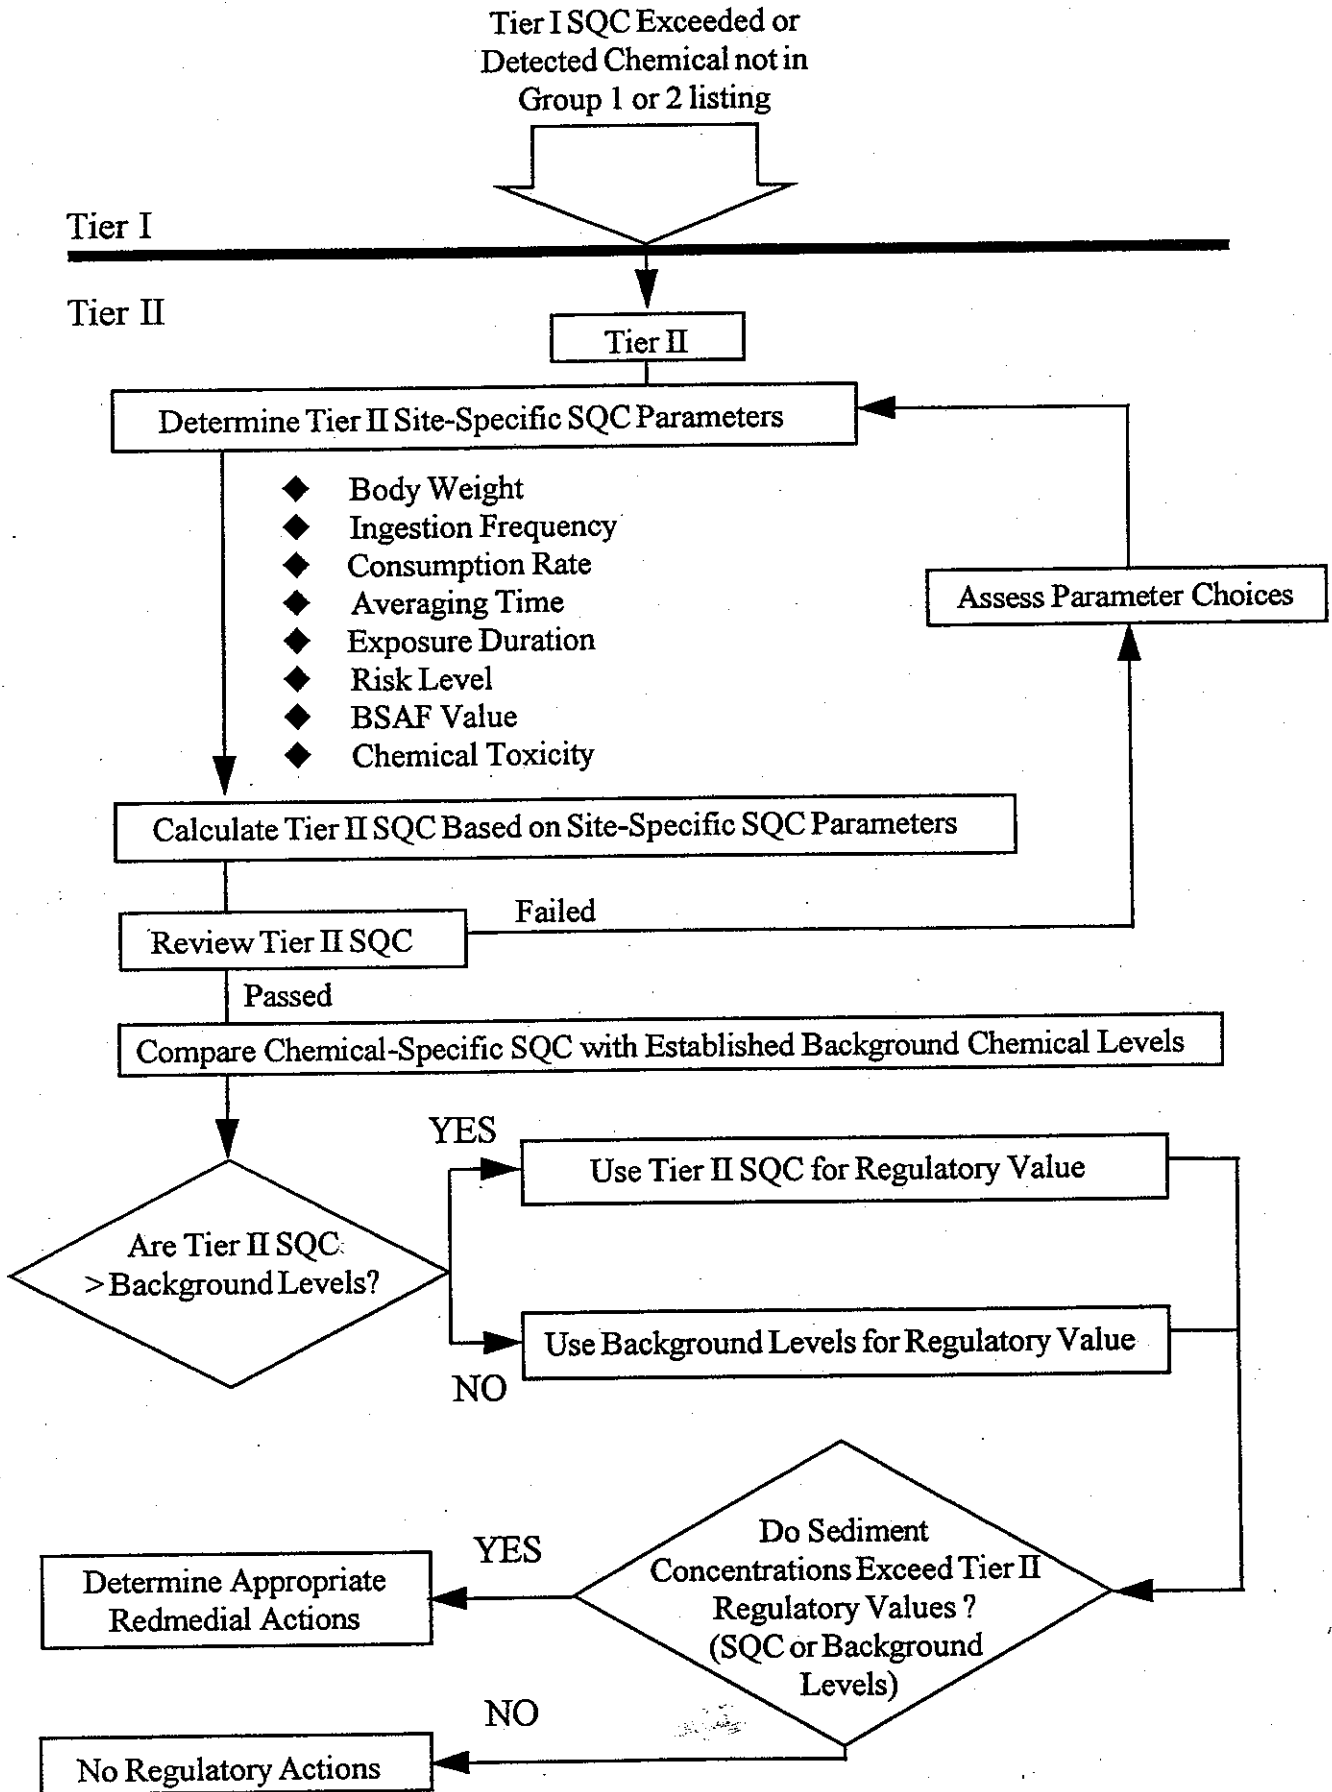 Tier I SQC Exceeded or
Detected Chemical not in
Group 1 or 2 listing
Tier I
Tier II
Tier II
Determine Tier II Site-Specific SQC Parameters
◆ Body Weight
◆ Ingestion Frequency
◆ Consumption Rate
◆ Averaging Time
◆ Exposure Duration
◆ Risk Level
◆ BSAF Value
◆ Chemical Toxicity
Assess Parameter Choices
Calculate Tier II SQC Based on Site-Specific SQC Parameters
Failed
Review Tier II SQC
Passed
Compare Chemical-Specific SQC with Established Background Chemical Levels
YES
Use Tier II SQC for Regulatory Value
Are Tier II SQC
> Background Levels?
Use Background Levels for Regulatory Value
NO
Do Sediment
Concentrations Exceed Tier II
Regulatory Values ?
(SQC or Background
Levels)
YES
Determine Appropriate
Redmedial Actions
NO
No Regulatory Actions